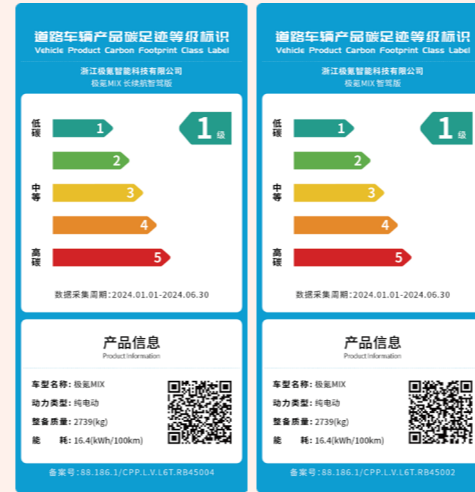 道路车辆产品碳足迹等级标识
Vehicle Product Carbon Footprint Class Label
浙江极氪智能科技有限公司
极氪MIX 长续航智驾版
低碳
1
1级
2
中等
3
4
高碳
5
数据采集周期:2024.01.01-2024.06.30
产品信息
Product Information
车型名称: 极氪MIX
动力类型: 纯电动
整备质量: 2739(kg)
能 耗: 16.4(kWh/100km)
备案号:88.186.1/CPP.L.V.L6T.RB45004
道路车辆产品碳足迹等级标识
Vehicle Product Carbon Footprint Class Label
浙江极氪智能科技有限公司
极氪MIX 智驾版
低碳
1
1级
2
中等
3
4
高碳
5
数据采集周期:2024.01.01-2024.06.30
产品信息
Product Information
车型名称: 极氪MIX
动力类型: 纯电动
整备质量: 2739(kg)
能 耗: 16.4(kWh/100km)
备案号:88.186.1/CPP.L.V.L6T.RB45002